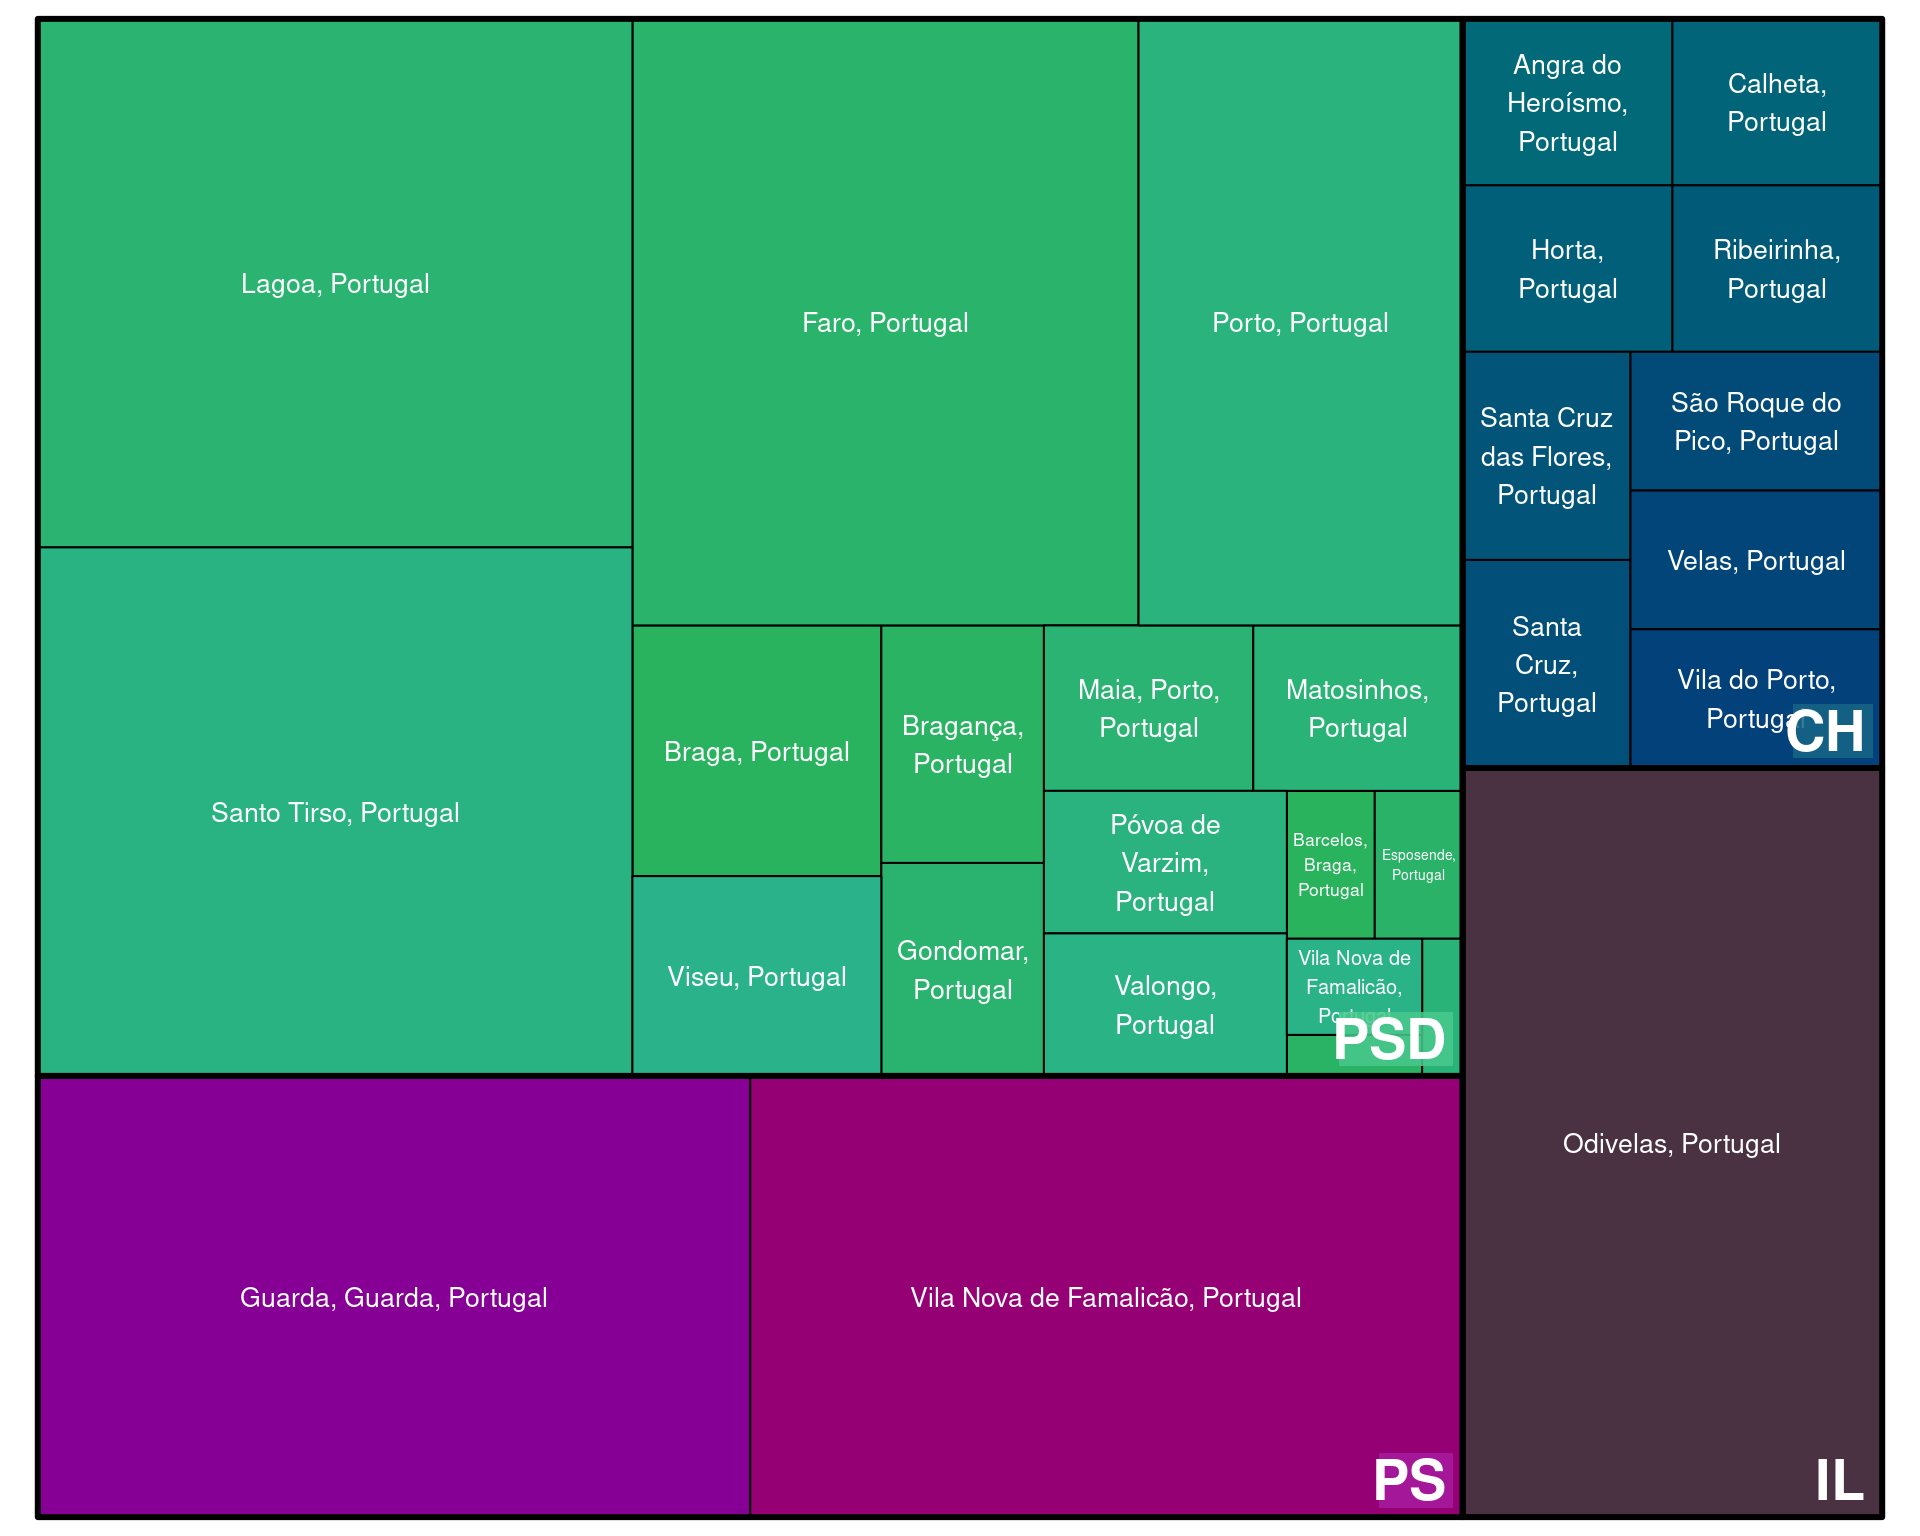 Lagoa, Portugal
Santo Tirso, Portugal
Faro, Portugal
Porto, Portugal
Braga, Portugal
Viseu, Portugal
Bragança,
Portugal
Gondomar,
Portugal
Maia, Porto,
Portugal
Matosinhos,
Portugal
Póvoa de
Varzim,
Portugal
Valongo,
Portugal
Barcelos,
Braga,
Portugal
Esposende,
Portugal
Vila Nova de
Famalicão,
Portugal
PSD
Guarda, Guarda, Portugal
Vila Nova de Famalicão, Portugal
PS
Angra do
Heroísmo,
Portugal
Calheta,
Portugal
Horta,
Portugal
Ribeirinha,
Portugal
Santa Cruz
das Flores,
Portugal
Santa
Cruz,
Portugal
São Roque do
Pico, Portugal
Velas, Portugal
Vila do Porto,
Portugal
CH
Odivelas, Portugal
IL